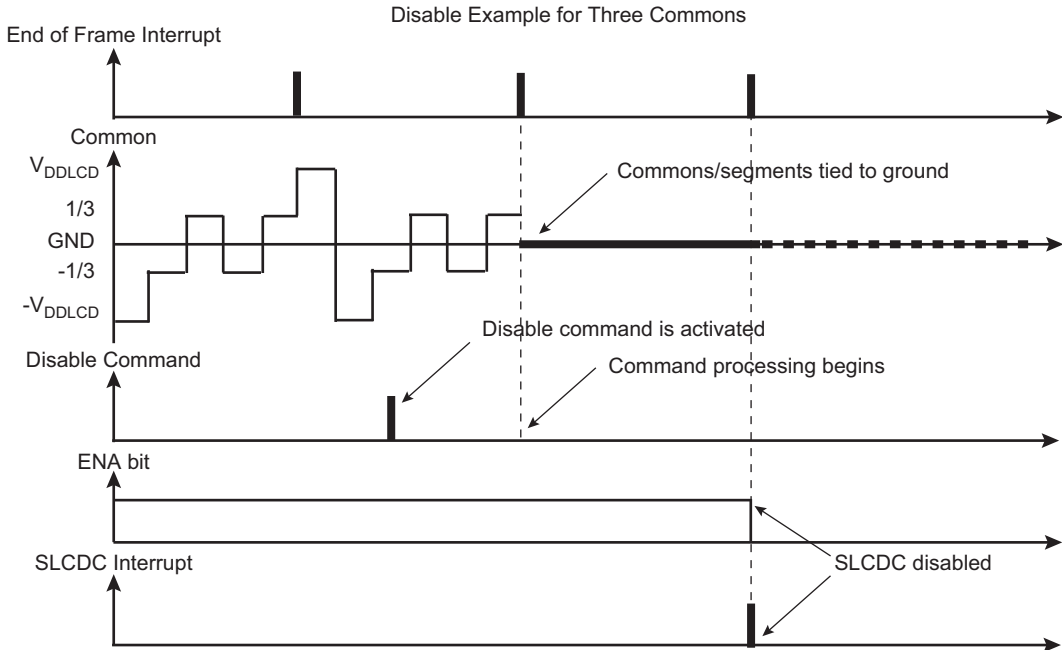 Disable Example for Three Commons
End of Frame Interrupt
Common
VDDLCD
1/3
GND
-1/3
-VDDLCD
Commons/segments tied to ground
Disable command is activated
Disable Command
Command processing begins
ENA bit
SLCDC Interrupt
SLCDC disabled